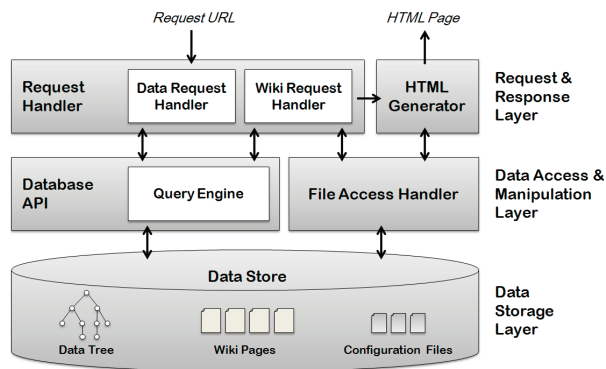 Request URL
HTML Page
Request
Handler
Data Request
Handler
Wiki Request
Handler
HTML
Generator
Request &
Response
Layer
Database
API
Query Engine
File Access Handler
Data Access &
Manipulation
Layer
Data Store
Data Tree
Wiki Pages
Configuration Files
Data
Storage
Layer